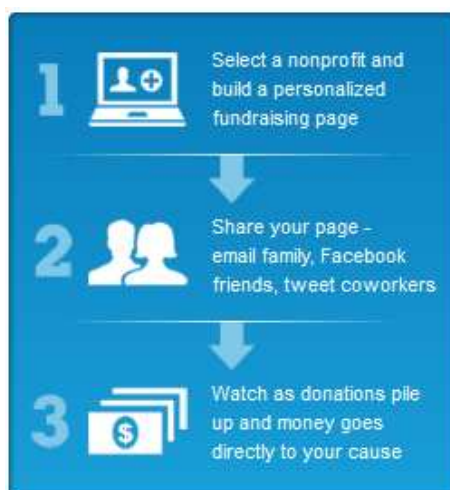 1
Select a nonprofit and
build a personalized
fundraising page
2
Share your page -
email family, Facebook
friends, tweet coworkers
3
$
Watch as donations pile
up and money goes
directly to your cause